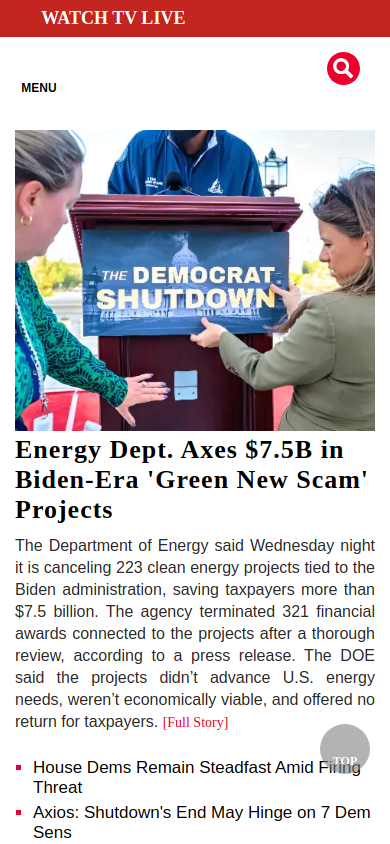 WATCH TV LIVE
MENU
THE DEMOCRAT
SHUTDOWN
Energy Dept. Axes $7.5B in
Biden-Era 'Green New Scam'
Projects
The Department of Energy said Wednesday night
it is canceling 223 clean energy projects tied to the
Biden administration, saving taxpayers more than
$7.5 billion. The agency terminated 321 financial
awards connected to the projects after a thorough
review, according to a press release. The DOE
said the projects didn’t advance U.S. energy
needs, weren’t economically viable, and offered no
return for taxpayers. [Full Story]
TOP
House Dems Remain Steadfast Amid Firing
Threat
Axios: Shutdown's End May Hinge on 7 Dem
Sens